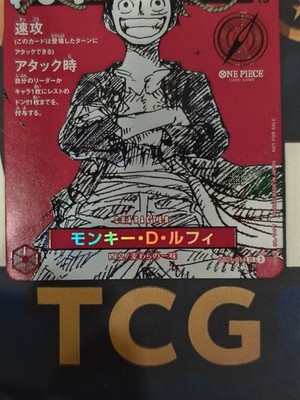 速攻
(このカードは登場したターンに
アタックできる)
アタック時
自分のリーダーか
キャラ1枚にレストの
ドン!!1枚までを、
付与する。
ONE PIECE
CARD GAME
NOT FOR SALE
CHARACTER
モンキー・D・ルフィ
四皇/麦わらの一味
TCG